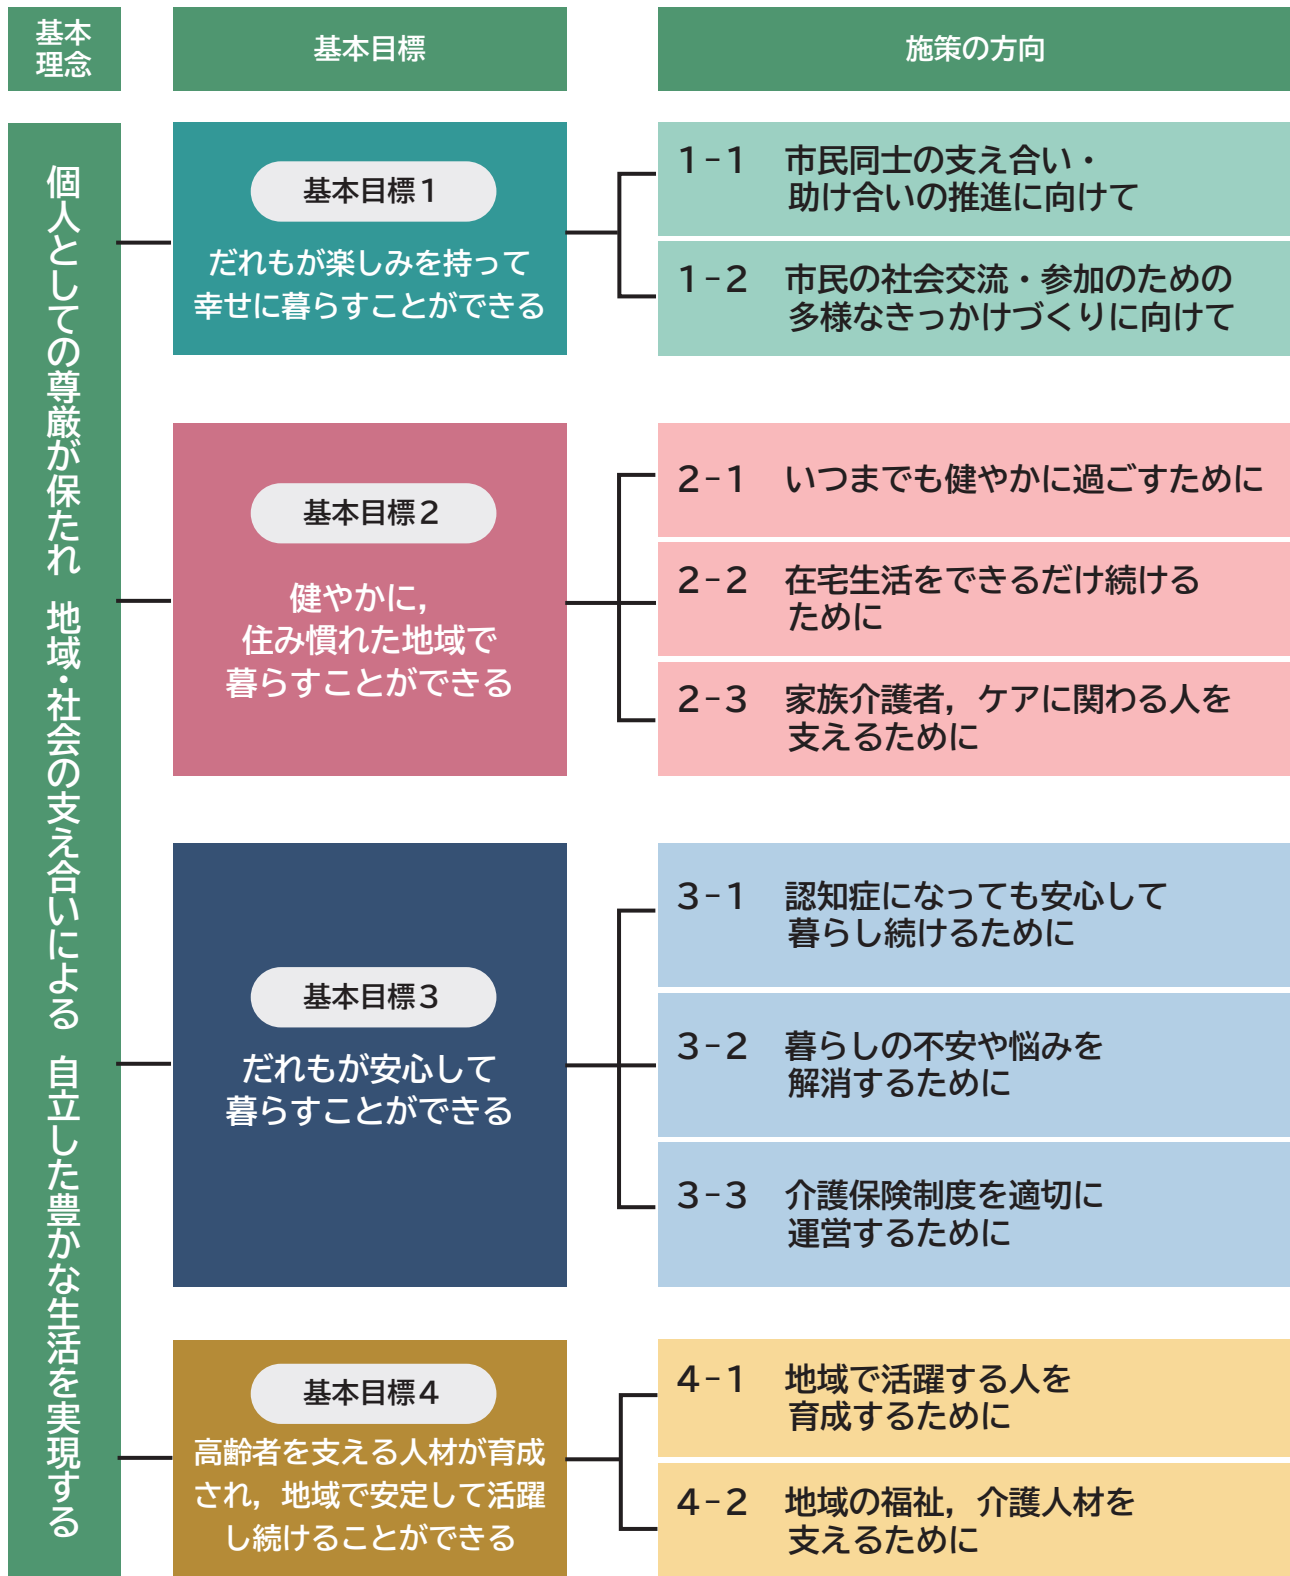 基本
理念
基本目標
施策の方向
個人としての尊厳が保たれ 地域・社会の支え合いによる 自立した豊かな生活を実現する
基本目標1
だれもが楽しみを持って
幸せに暮らすことができる
1-1 市民同士の支え合い・
助け合いの推進に向けて
1-2 市民の社会交流・参加のための
多様なきっかけづくりに向けて
基本目標2
健やかに，
住み慣れた地域で
暮らすことができる
2-1 いつまでも健やかに過ごすために
2-2 在宅生活をできるだけ続ける
ために
2-3 家族介護者，ケアに関わる人を
支えるために
基本目標3
だれもが安心して
暮らすことができる
3-1 認知症になっても安心して
暮らし続けるために
3-2 暮らしの不安や悩みを
解消するために
3-3 介護保険制度を適切に
運営するために
基本目標4
高齢者を支える人材が育成
され，地域で安定して活躍
し続けることができる
4-1 地域で活躍する人を
育成するために
4-2 地域の福祉，介護人材を
支えるために